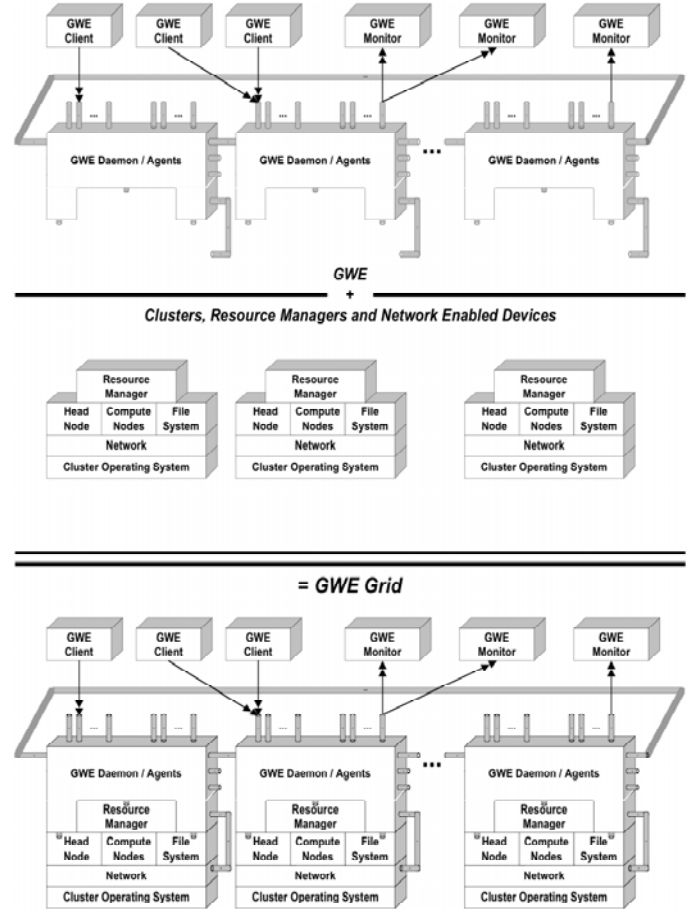 GWE GWE GWE GWE GWE GWE
Client Client Client Monitor Monitor Monitor
... ... ... ... ...
GWE Daemon / Agents GWE Daemon / Agents ... GWE Daemon / Agents
GWE
+
Clusters, Resource Managers and Network Enabled Devices
Resource Resource Resource
Manager Manager Manager
Head Compute File Head Compute File Head Compute File
Node Nodes System Node Nodes System Node Nodes System
Network Network Network
Cluster Operating System Cluster Operating System Cluster Operating System
= GWE Grid
GWE GWE GWE GWE GWE GWE
Client Client Client Monitor Monitor Monitor
... ... ... ... ...
GWE Daemon / Agents GWE Daemon / Agents ... GWE Daemon / Agents
Resource Resource Resource
Manager Manager Manager
Head Compute File Head Compute File Head Compute File
Node Nodes System Node Nodes System Node Nodes System
Network Network Network
Cluster Operating System Cluster Operating System Cluster Operating System